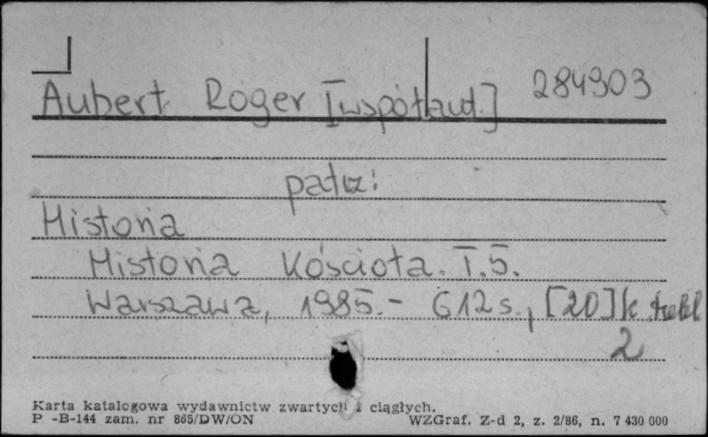 Aubert Roger [współaut.] 284903
patrz:
Historia
Historia Kościoła. T.5.
Warszawa, 1985.- 612 s., [20] k tabl
2
Karta katalogowa wydawnictw zwartych i ciągłych.
P -B-144 zam. nr 865/DW/ON WZGraf. Z-d 2, z. 2/86, n. 7 430 000